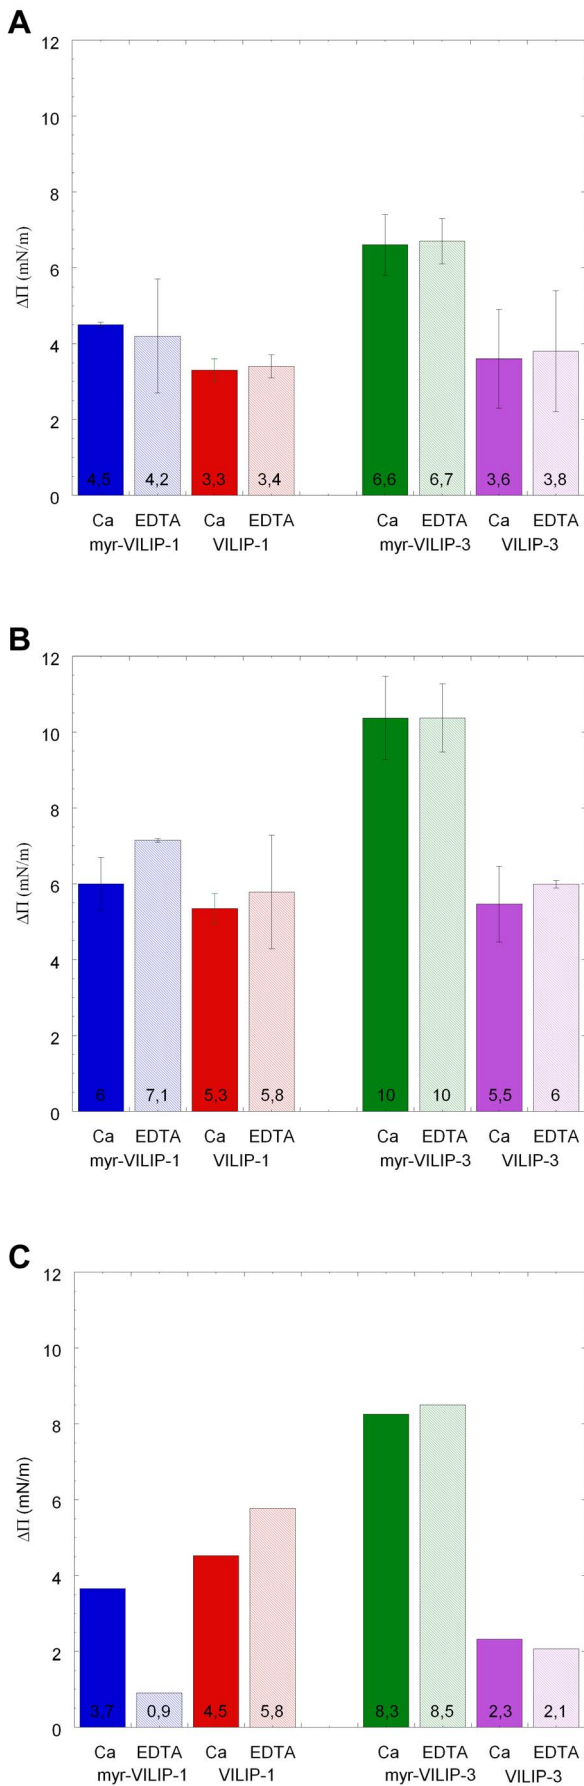 A
12
10
8
6
4
2
0
ΔΠ (mN/m)
4,5 4,2 3,3 3,4 6,6 6,7 3,6 3,8
Ca EDTA Ca EDTA Ca EDTA Ca EDTA
myr-VILIP-1 VILIP-1 myr-VILIP-3 VILIP-3
B
12
10
8
6
4
2
0
ΔΠ (mN/m)
6 7,1 5,3 5,8 10 10 5,5 6
Ca EDTA Ca EDTA Ca EDTA Ca EDTA
myr-VILIP-1 VILIP-1 myr-VILIP-3 VILIP-3
C
12
10
8
6
4
2
0
ΔΠ (mN/m)
3,7 0,9 4,5 5,8 8,3 8,5 2,3 2,1
Ca EDTA Ca EDTA Ca EDTA Ca EDTA
myr-VILIP-1 VILIP-1 myr-VILIP-3 VILIP-3